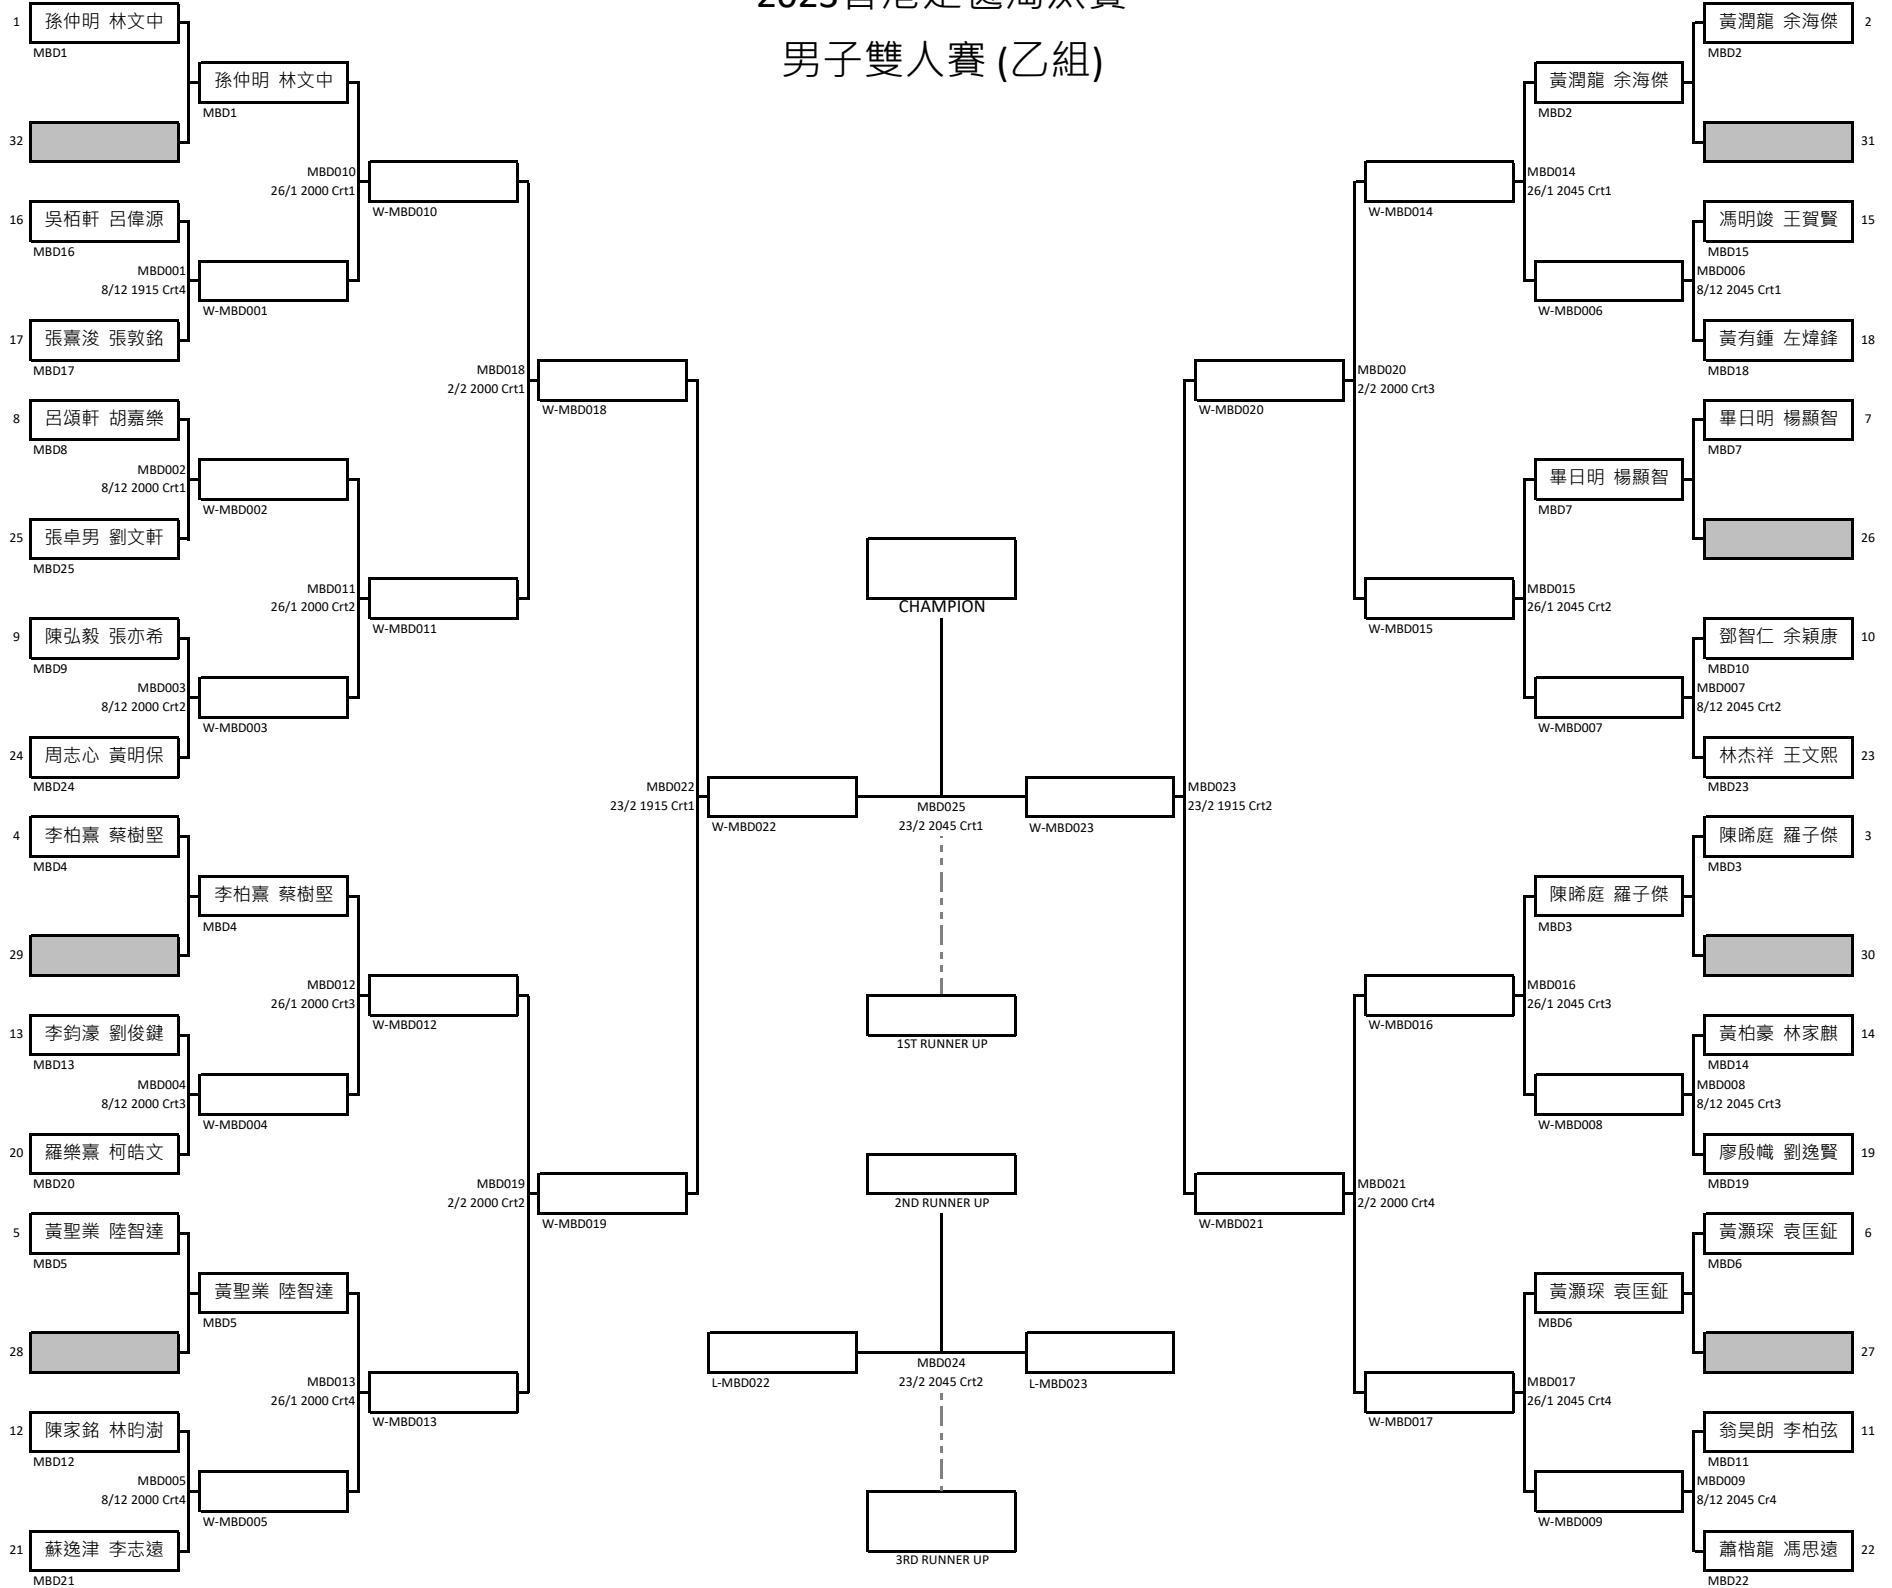 男子雙人賽 (乙組)
1 孫仲明 林文中
MBD1
孫仲明 林文中
MBD1
32
MBD010
26/1 2000 Crt1
W-MBD010
16 吳栢軒 呂偉源
MBD16
MBD001
8/12 1915 Crt4
W-MBD001
17 張熹浚 張敦銘
MBD17
MBD018
2/2 2000 Crt1
W-MBD018
8 呂頌軒 胡嘉樂
MBD8
MBD002
8/12 2000 Crt1
W-MBD002
25 張卓男 劉文軒
MBD25
MBD011
26/1 2000 Crt2
W-MBD011
9 陳弘毅 張亦希
MBD9
MBD003
8/12 2000 Crt2
W-MBD003
24 周志心 黃明保
MBD24
MBD022
23/2 1915 Crt1
W-MBD022
4 李柏熹 蔡樹堅
MBD4
李柏熹 蔡樹堅
MBD4
29
MBD012
26/1 2000 Crt3
W-MBD012
13 李鈞濠 劉俊鍵
MBD13
MBD004
8/12 2000 Crt3
W-MBD004
20 羅樂熹 柯皓文
MBD20
MBD019
2/2 2000 Crt2
W-MBD019
5 黃聖業 陸智達
MBD5
黃聖業 陸智達
MBD5
28
MBD013
26/1 2000 Crt4
W-MBD013
12 陳家銘 林昀澍
MBD12
MBD005
8/12 2000 Crt4
W-MBD005
21 蘇逸津 李志遠
MBD21
CHAMPION
MBD025
23/2 2045 Crt1
1ST RUNNER UP
2ND RUNNER UP
L-MBD022
MBD024
23/2 2045 Crt2
L-MBD023
3RD RUNNER UP
黃潤龍 余海傑 2
MBD2
黃潤龍 余海傑
MBD2
31
MBD014
26/1 2045 Crt1
W-MBD014
馮明竣 王賀賢 15
MBD15
MBD006
8/12 2045 Crt1
W-MBD006
黃有鍾 左煒鋒 18
MBD18
MBD020
2/2 2000 Crt3
W-MBD020
畢日明 楊顯智 7
MBD7
畢日明 楊顯智
MBD7
26
MBD015
26/1 2045 Crt2
W-MBD015
鄧智仁 余穎康 10
MBD10
MBD007
8/12 2045 Crt2
W-MBD007
林杰祥 王文熙 23
MBD23
MBD023
23/2 1915 Crt2
W-MBD023
陳晞庭 羅子傑 3
MBD3
陳晞庭 羅子傑
MBD3
30
MBD016
26/1 2045 Crt3
W-MBD016
黃柏豪 林家麒 14
MBD14
MBD008
8/12 2045 Crt3
W-MBD008
廖殷幟 劉逸賢 19
MBD19
MBD021
2/2 2000 Crt4
W-MBD021
黃灝琛 袁匡鉦 6
MBD6
黃灝琛 袁匡鉦
MBD6
27
MBD017
26/1 2045 Crt4
W-MBD017
翁昊朗 李柏弦 11
MBD11
MBD009
8/12 2045 Cr4
W-MBD009
蕭楷龍 馮思遠 22
MBD22